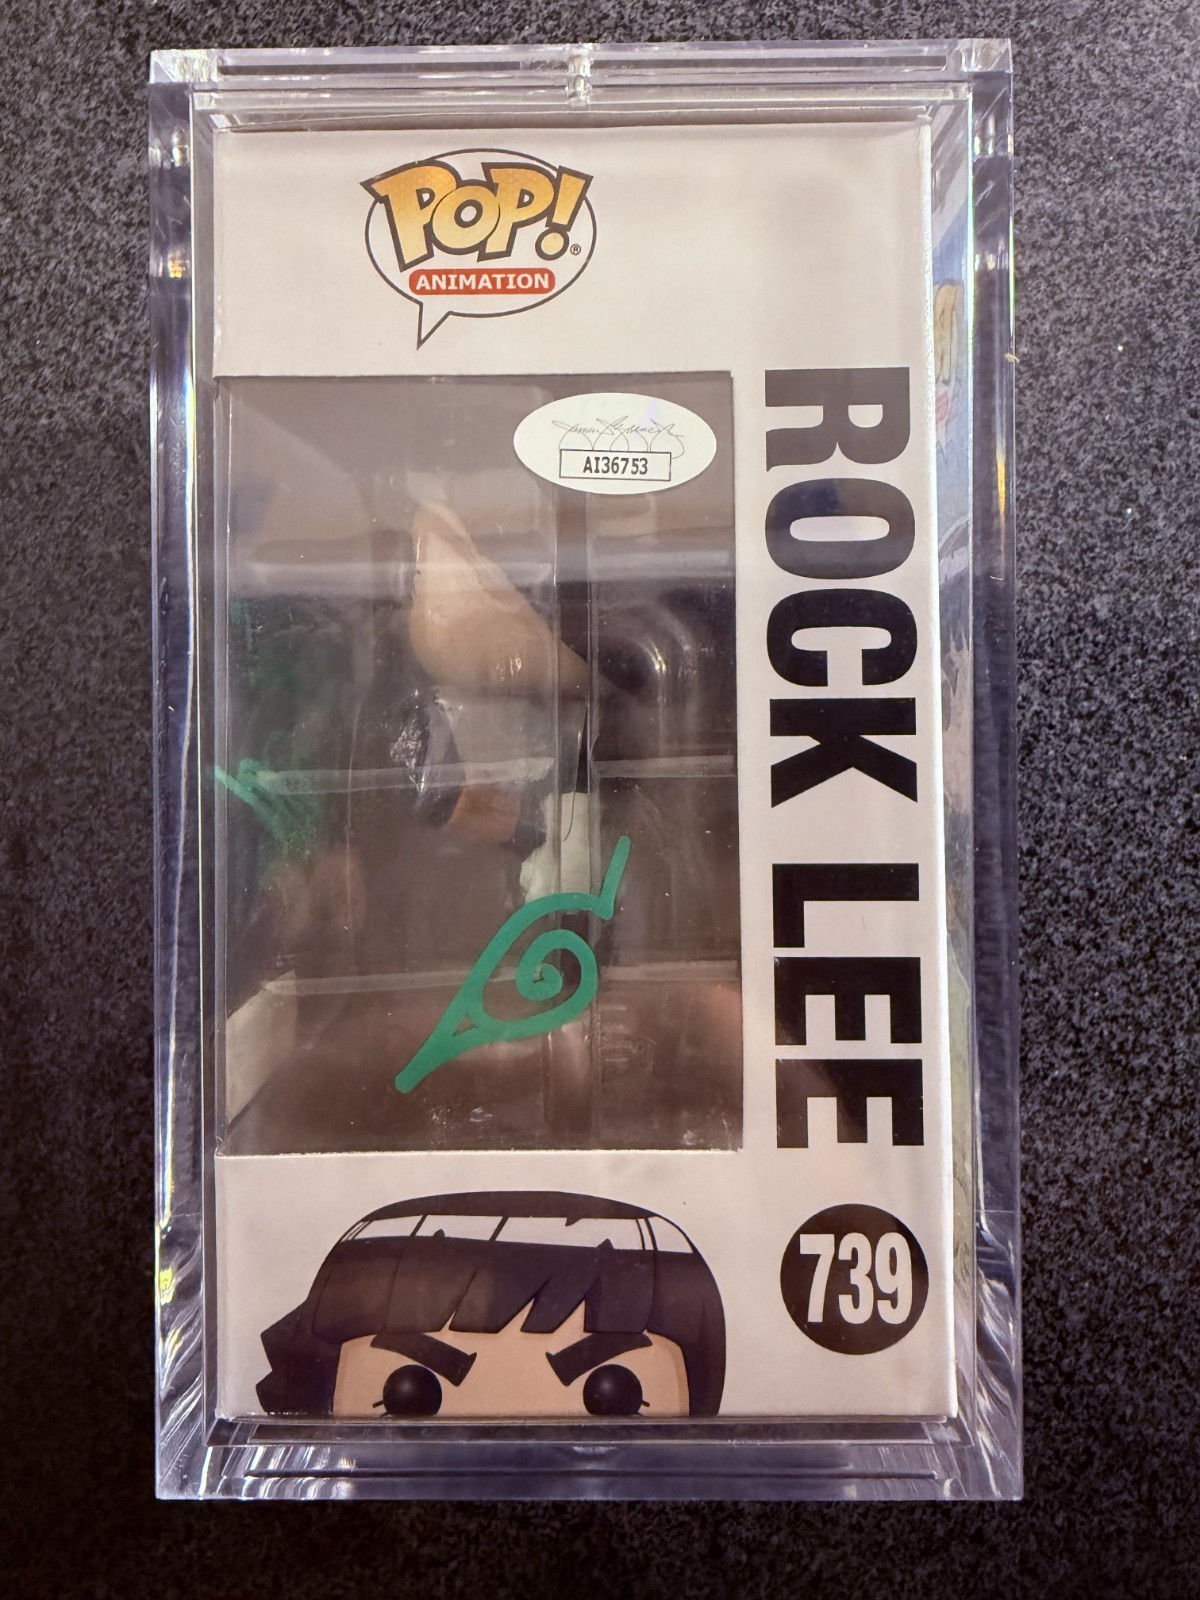 POP!®
ANIMATION
AI36753
ROCK LEE
739